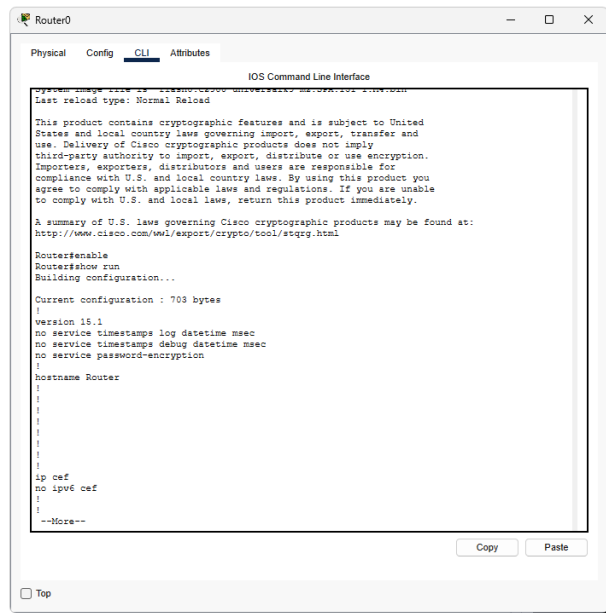 Router0
Physical Config CLI Attributes
IOS Command Line Interface
Last reload type: Normal Reload
This product contains cryptographic features and is subject to United
States and local country laws governing import, export, transfer and
use. Delivery of Cisco cryptographic products does not imply
third-party authority to import, export, distribute or use encryption.
Importers, exporters, distributors and users are responsible for
compliance with U.S. and local country laws. By using this product you
agree to comply with applicable laws and regulations. If you are unable
to comply with U.S. and local laws, return this product immediately.
A summary of U.S. laws governing Cisco cryptographic products may be found at:
http://www.cisco.com/wwl/export/crypto/tool/stqrg.html
Router#enable
Router#show run
Building configuration...
Current configuration : 703 bytes
!
version 15.1
no service timestamps log datetime msec
no service timestamps debug datetime msec
no service password-encryption
!
hostname Router
!
!
!
!
!
!
!
!
ip cef
no ipv6 cef
!
!
--More--
Copy Paste
Top